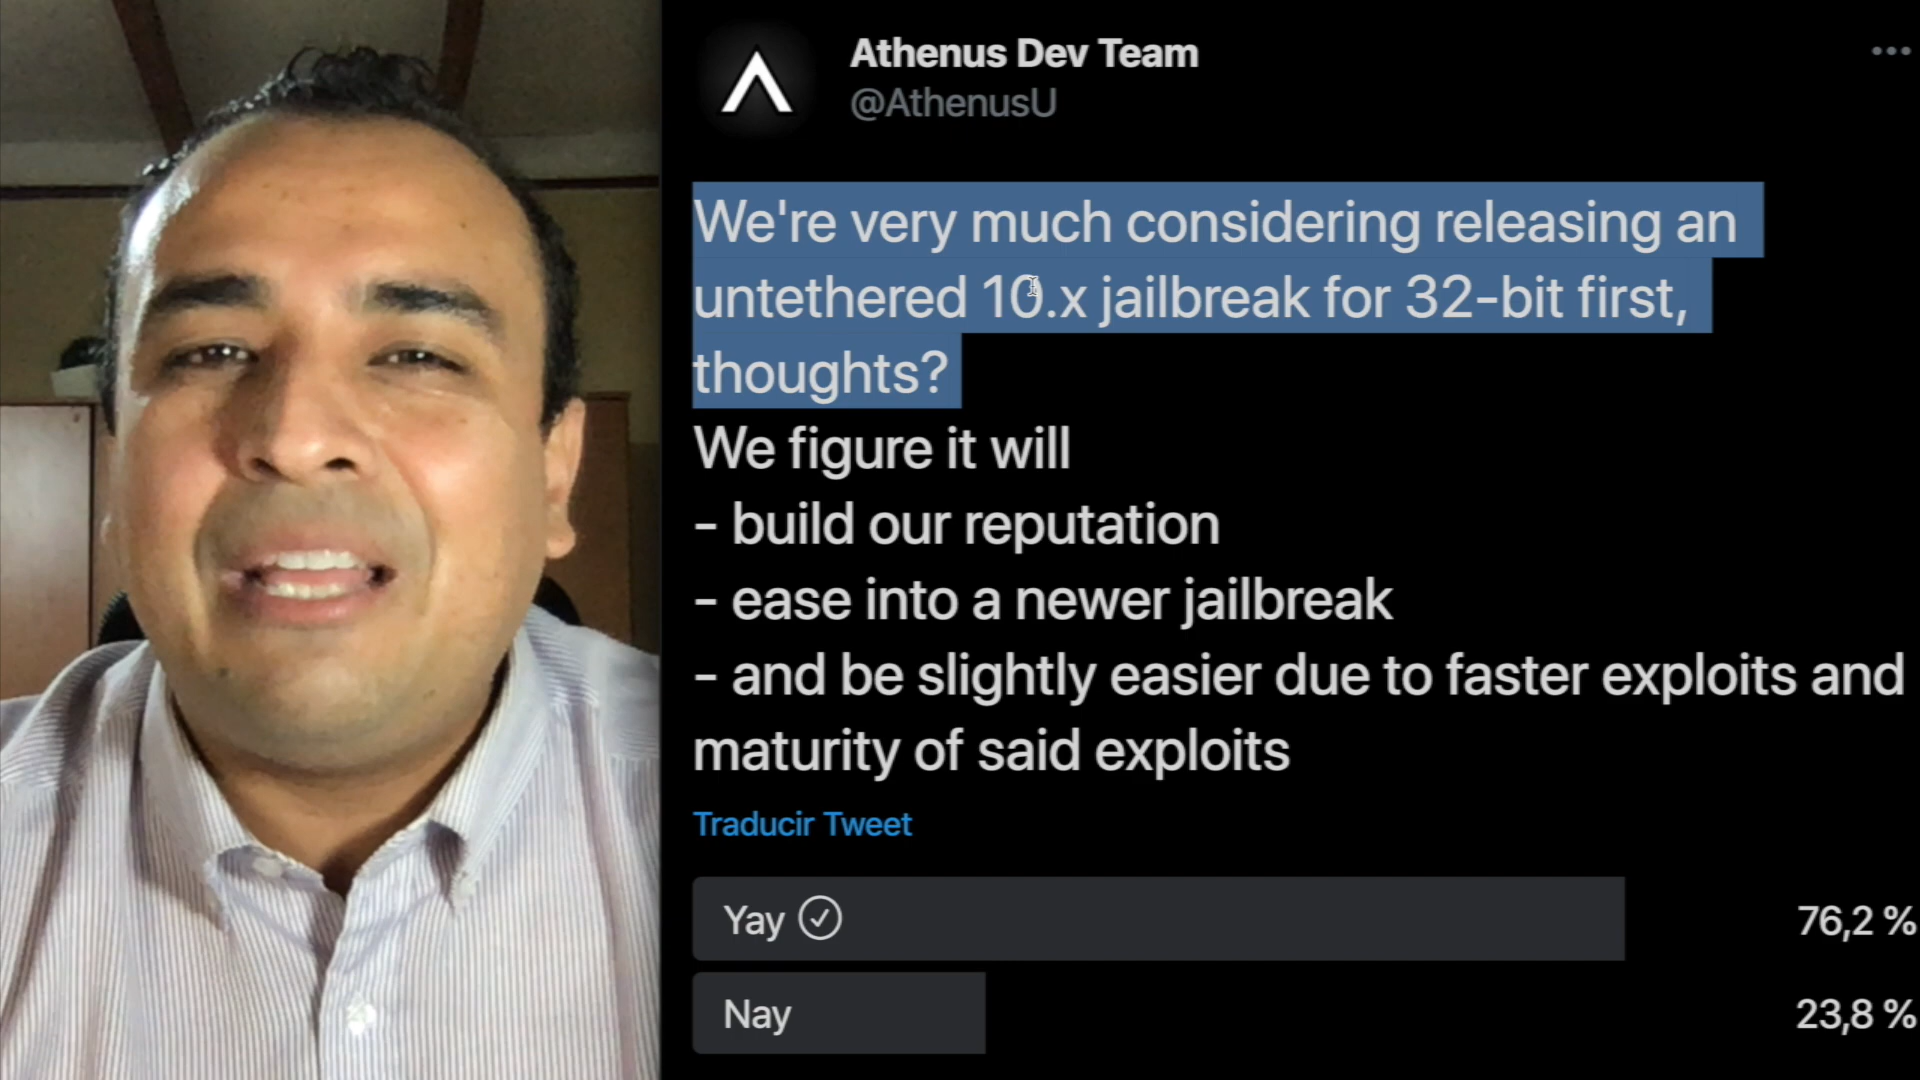 Athenus Dev Team
@AthenusU
We're very much considering releasing an
untethered 10.x jailbreak for 32-bit first,
thoughts?
We figure it will
- build our reputation
- ease into a newer jailbreak
- and be slightly easier due to faster exploits and
maturity of said exploits
Traducir Tweet
Yay 76,2 %
Nay 23,8 %